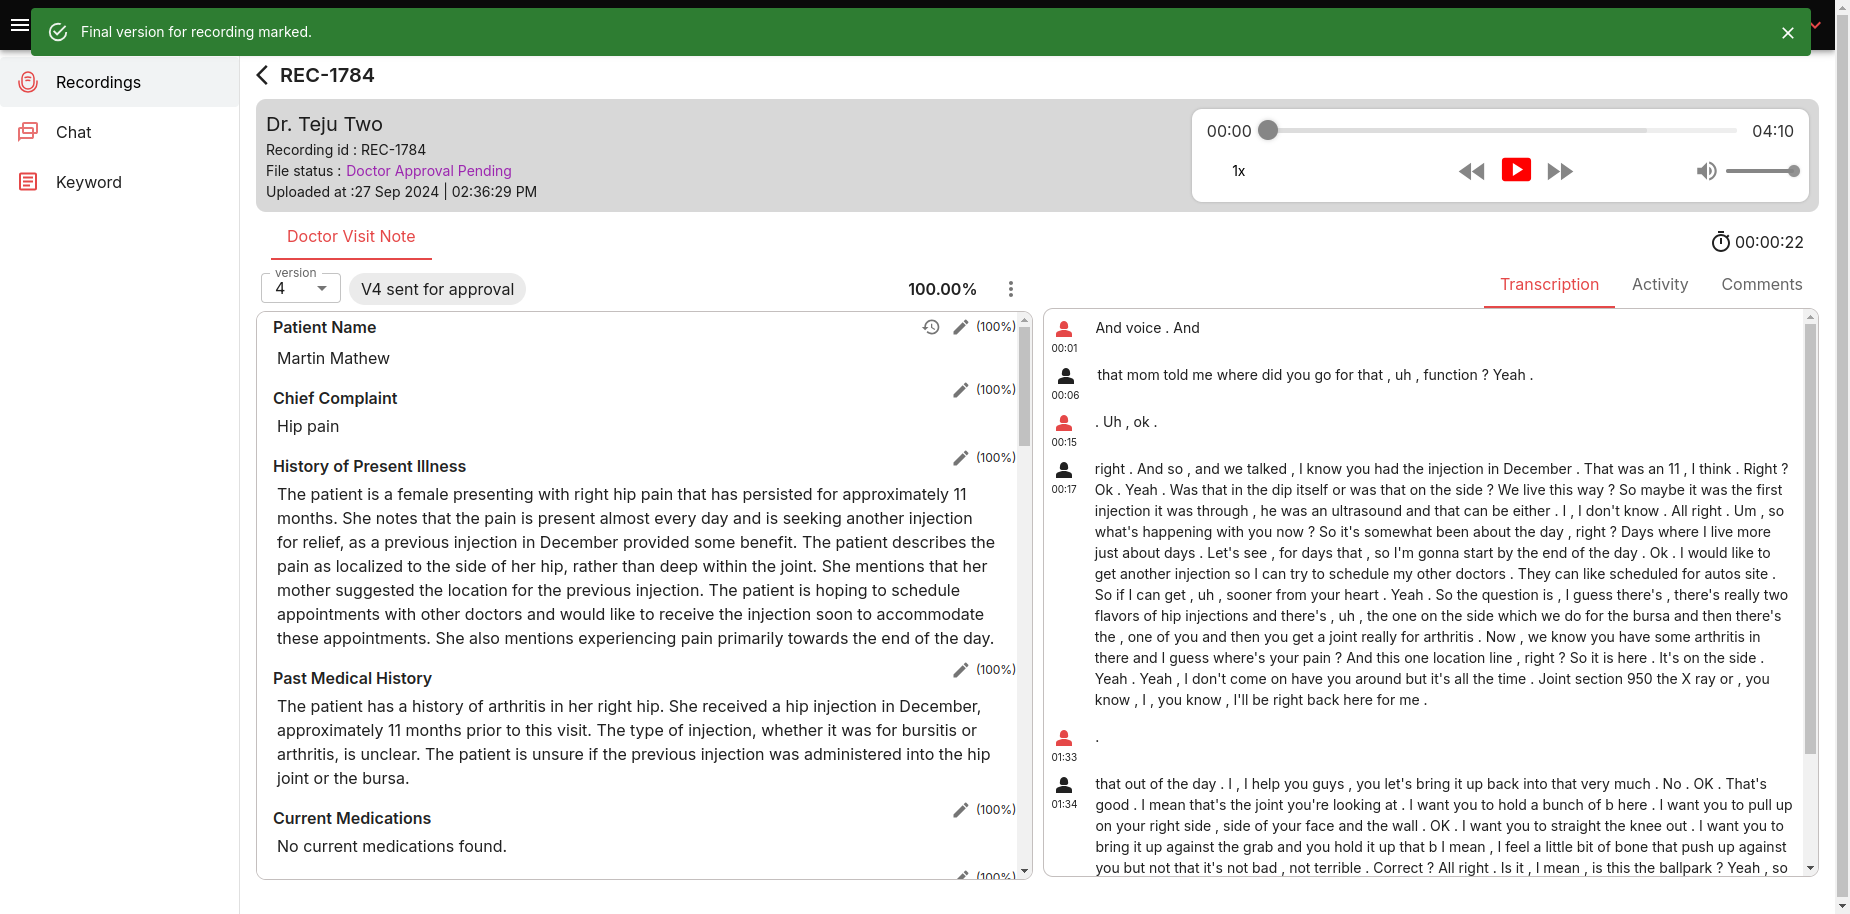 Final version for recording marked.
Recordings
Chat
Keyword
REC-1784
Dr. Teju Two
Recording id : REC-1784
File status : Doctor Approval Pending
Uploaded at :27 Sep 2024 | 02:36:29 PM
00:00
04:10
1x
Doctor Visit Note
00:00:22
version
4
V4 sent for approval
100.00%
Patient Name
(100%)
Martin Mathew
Chief Complaint
(100%)
Hip pain
History of Present Illness
(100%)
The patient is a female presenting with right hip pain that has persisted for approximately 11
months. She notes that the pain is present almost every day and is seeking another injection
for relief, as a previous injection in December provided some benefit. The patient describes the
pain as localized to the side of her hip, rather than deep within the joint. She mentions that her
mother suggested the location for the previous injection. The patient is hoping to schedule
appointments with other doctors and would like to receive the injection soon to accommodate
these appointments. She also mentions experiencing pain primarily towards the end of the day.
Past Medical History
(100%)
The patient has a history of arthritis in her right hip. She received a hip injection in December,
approximately 11 months prior to this visit. The type of injection, whether it was for bursitis or
arthritis, is unclear. The patient is unsure if the previous injection was administered into the hip
joint or the bursa.
Current Medications
(100%)
No current medications found.
(100%)
Transcription
Activity
Comments
And voice . And
00:01
that mom told me where did you go for that , uh , function ? Yeah .
00:06
. Uh , ok .
00:15
right . And so , and we talked , I know you had the injection in December . That was an 11 , I think . Right ?
00:17
Ok . Yeah . Was that in the dip itself or was that on the side ? We live this way ? So maybe it was the first
injection it was through , he was an ultrasound and that can be either . I , I don't know . All right . Um , so
what's happening with you now ? So it's somewhat been about the day , right ? Days where I live more
just about days . Let's see , for days that , so I'm gonna start by the end of the day . Ok . I would like to
get another injection so I can try to schedule my other doctors . They can like scheduled for autos site .
So if I can get , uh , sooner from your heart . Yeah . So the question is , I guess there's , there's really two
flavors of hip injections and there's , uh , the one on the side which we do for the bursa and then there's
the , one of you and then you get a joint really for arthritis . Now , we know you have some arthritis in
there and I guess where's your pain ? And this one location line , right ? So it is here . It's on the side .
Yeah . Yeah , I don't come on have you around but it's all the time . Joint section 950 the X ray or , you
know , I , you know , I'll be right back here for me .
.
01:33
that out of the day . I , I help you guys , you let's bring it up back into that very much . No . OK . That's
01:34
good . I mean that's the joint you're looking at . I want you to hold a bunch of b here . I want you to pull up
on your right side , side of your face and the wall . OK . I want you to straight the knee out . I want you to
bring it up against the grab and you hold it up that b I mean , I feel a little bit of bone that push up against
you but not that it's not bad , not terrible . Correct ? All right . Is it , I mean , is this the ballpark ? Yeah , so